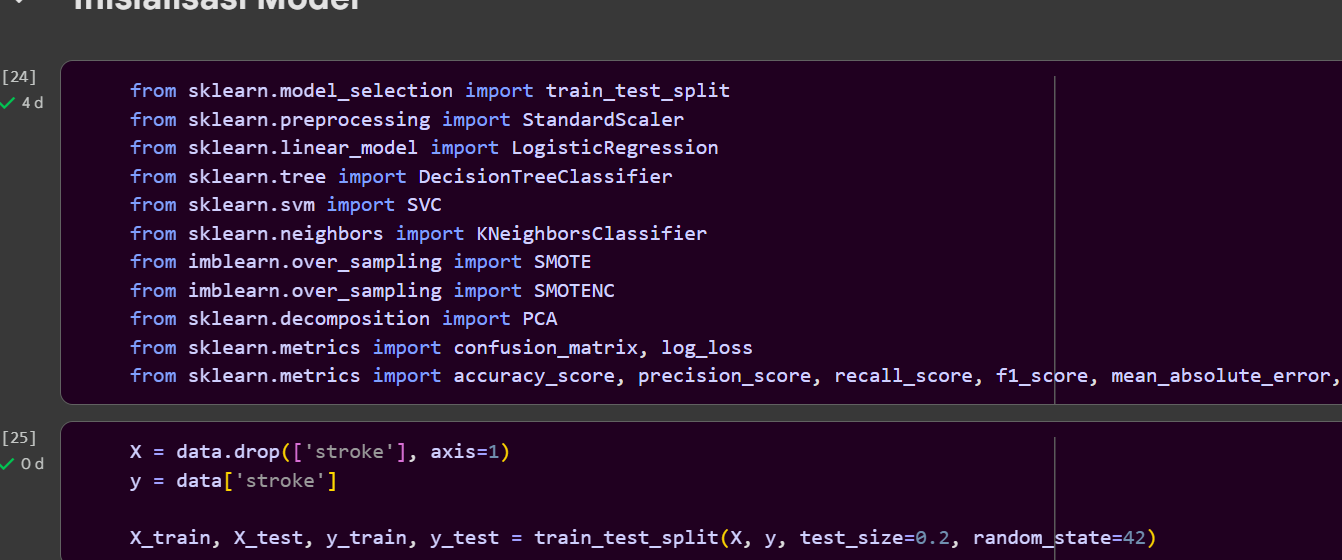 Inisialisasi Model
[24]
4 d
from sklearn.model_selection import train_test_split
from sklearn.preprocessing import StandardScaler
from sklearn.linear_model import LogisticRegression
from sklearn.tree import DecisionTreeClassifier
from sklearn.svm import SVC
from sklearn.neighbors import KNeighborsClassifier
from imblearn.over_sampling import SMOTE
from imblearn.over_sampling import SMOTENC
from sklearn.decomposition import PCA
from sklearn.metrics import confusion_matrix, log_loss
from sklearn.metrics import accuracy_score, precision_score, recall_score, f1_score, mean_absolute_error,
[25]
0 d
X = data.drop(['stroke'], axis=1)
y = data['stroke']
X_train, X_test, y_train, y_test = train_test_split(X, y, test_size=0.2, random_state=42)